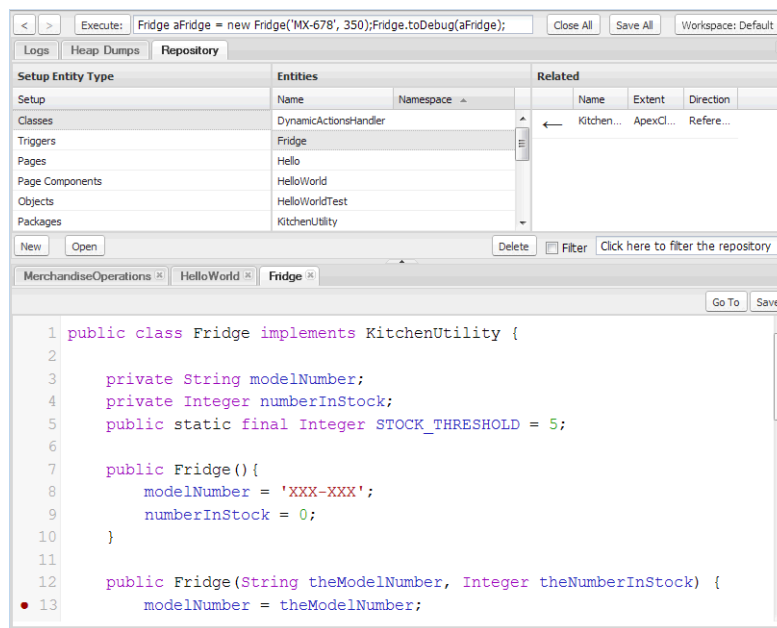 < > Execute: Fridge aFridge = new Fridge('MX-678', 350);Fridge.toDebug(aFridge); Close All Save All Workspace: Default
Logs Heap Dumps Repository
Setup Entity Type Entities Related
Setup Name Namespace Name Extent Direction
Classes DynamicActionsHandler Kitchen... ApexCl... Refere...
Triggers Fridge
Pages Hello
Page Components HelloWorld
Objects HelloWorldTest
Packages KitchenUtility
New Open Delete Filter Click here to filter the repository
MerchandiseOperations HelloWorld Fridge
Go To Save
1 public class Fridge implements KitchenUtility {
2
3 private String modelNumber;
4 private Integer numberInStock;
5 public static final Integer STOCK_THRESHOLD = 5;
6
7 public Fridge(){
8 modelNumber = 'XXX-XXX';
9 numberInStock = 0;
10 }
11
12 public Fridge(String theModelNumber, Integer theNumberInStock) {
13 modelNumber = theModelNumber;